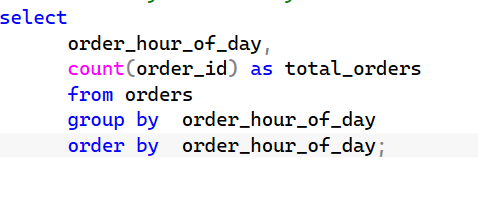 select
order_hour_of_day,
count(order_id) as total_orders
from orders
group by  order_hour_of_day
order by  order_hour_of_day;